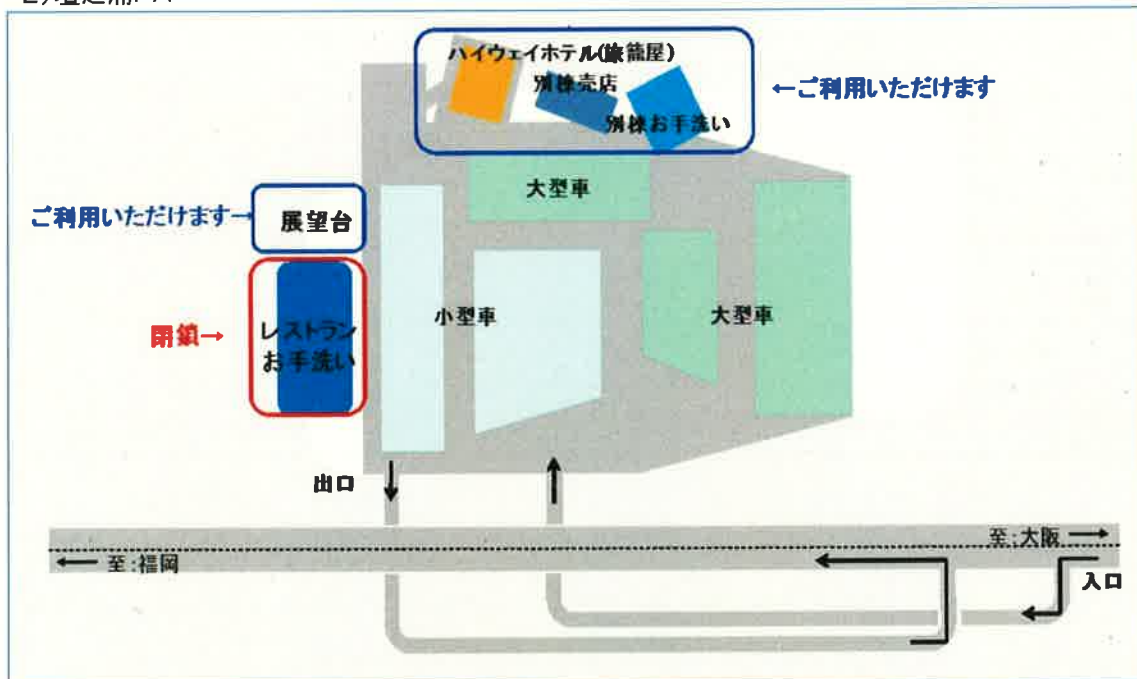 ハイウェイホテル(旅籠屋)
別棟売店
←ご利用いただけます
別棟お手洗い
大型車
ご利用いただけます→
展望台
小型車
大型車
閉鎖→
レストラン
お手洗い
出口
至:大阪
至:福岡
入口